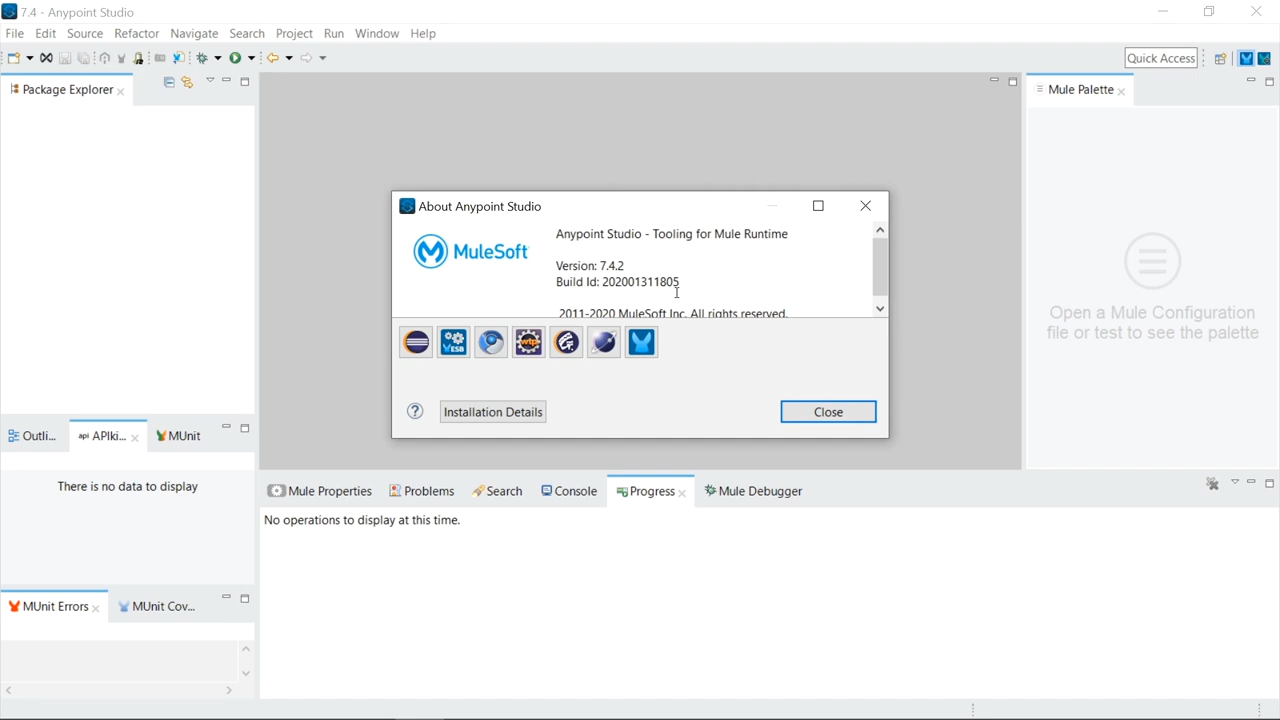 7.4 - Anypoint Studio
File Edit Source Refactor Navigate Search Project Run Window Help
Quick Access
Package Explorer
Mule Palette
About Anypoint Studio
MuleSoft
Anypoint Studio - Tooling for Mule Runtime
Version: 7.4.2
Build Id: 202001311805
2011-2020 MuleSoft Inc. All rights reserved.
ESB
wtp
Installation Details
Close
Open a Mule Configuration
file or test to see the palette
Outli... api APIki... MUnit
There is no data to display
Mule Properties Problems Search Console Progress Mule Debugger
No operations to display at this time.
MUnit Errors MUnit Cov...